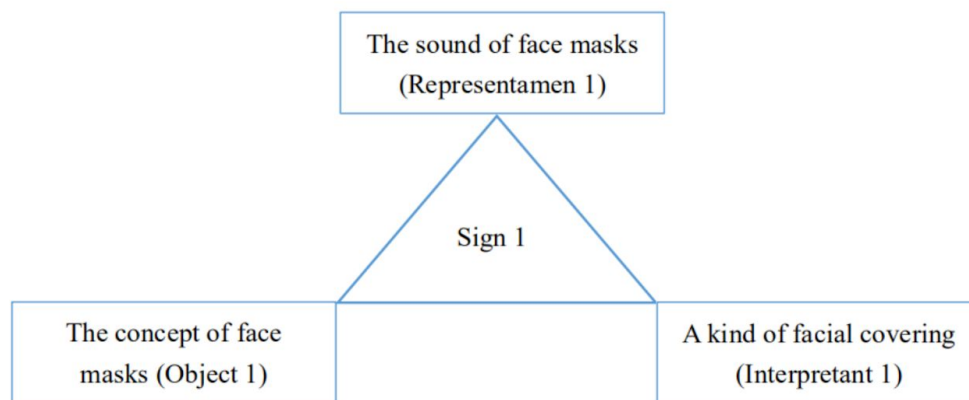 The sound of face masks
(Representamen 1)
Sign 1
The concept of face
masks (Object 1)
A kind of facial covering
(Interpretant 1)